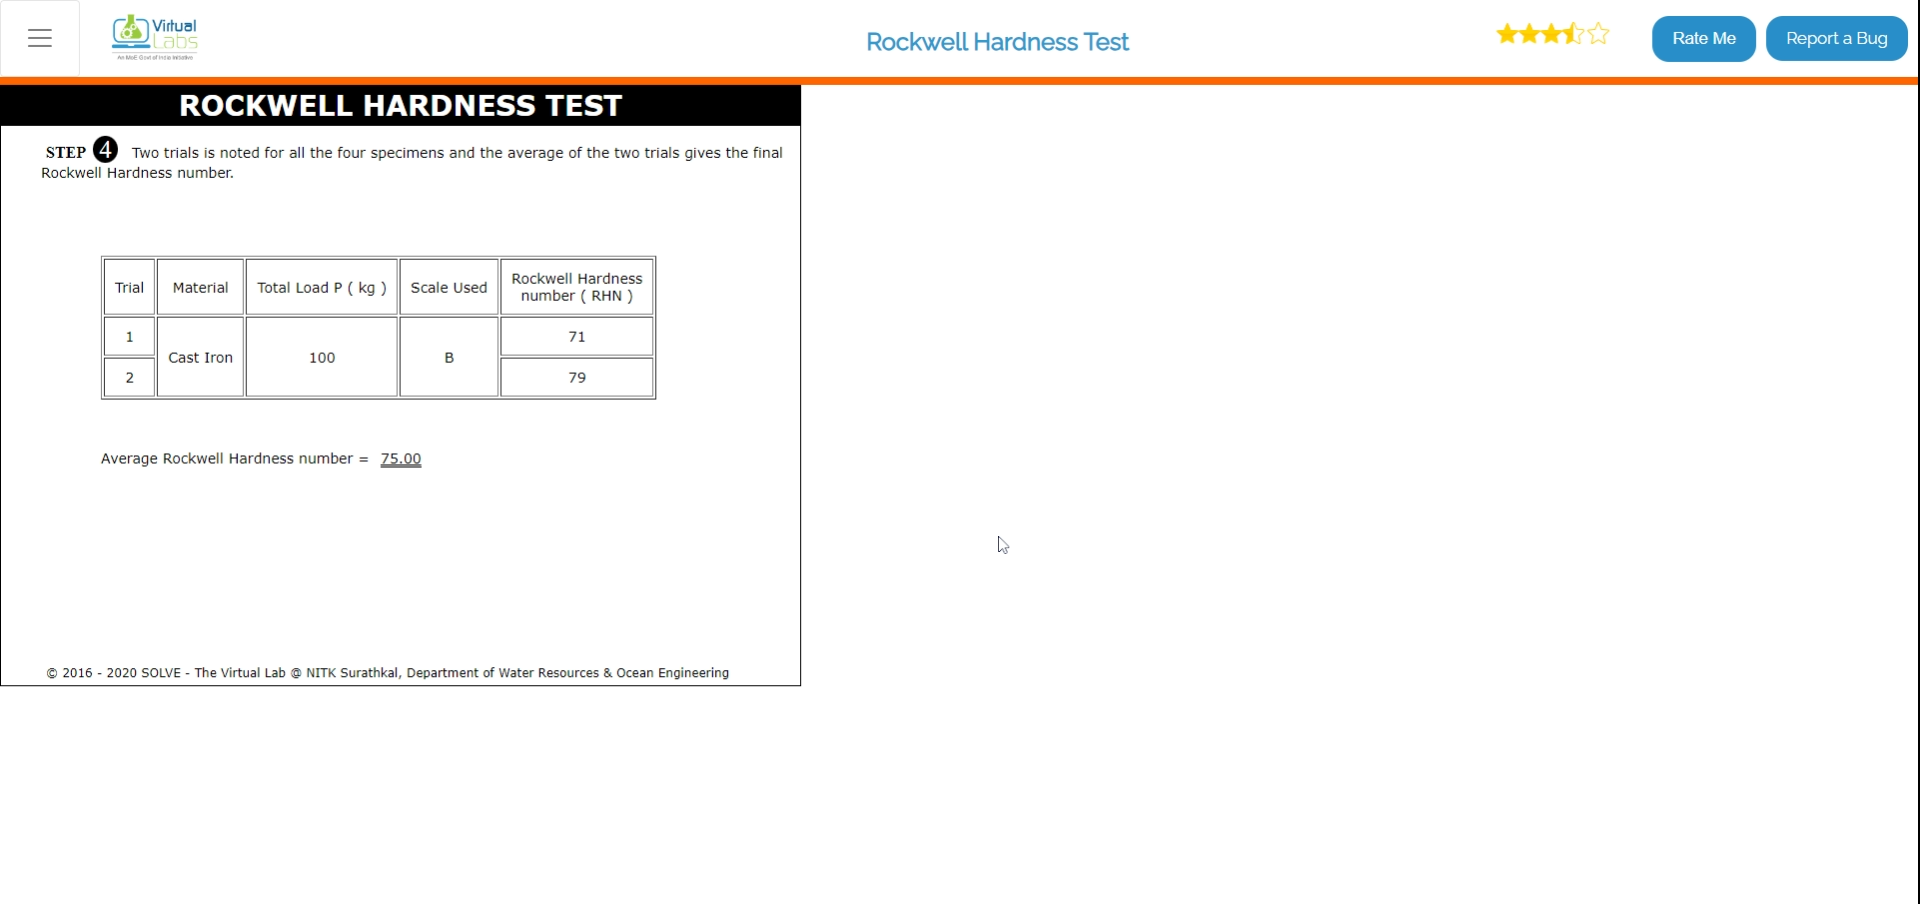 Virtual
Labs
An MoE Govt of India Initiative
Rockwell Hardness Test
Rate Me
Report a Bug
ROCKWELL HARDNESS TEST
STEP 4 Two trials is noted for all the four specimens and the average of the two trials gives the final
Rockwell Hardness number.
Trial Material Total Load P ( kg ) Scale Used Rockwell Hardness
number ( RHN )
1 71
Cast Iron 100 B
2 79
Average Rockwell Hardness number = 75.00
© 2016 - 2020 SOLVE - The Virtual Lab @ NITK Surathkal, Department of Water Resources & Ocean Engineering